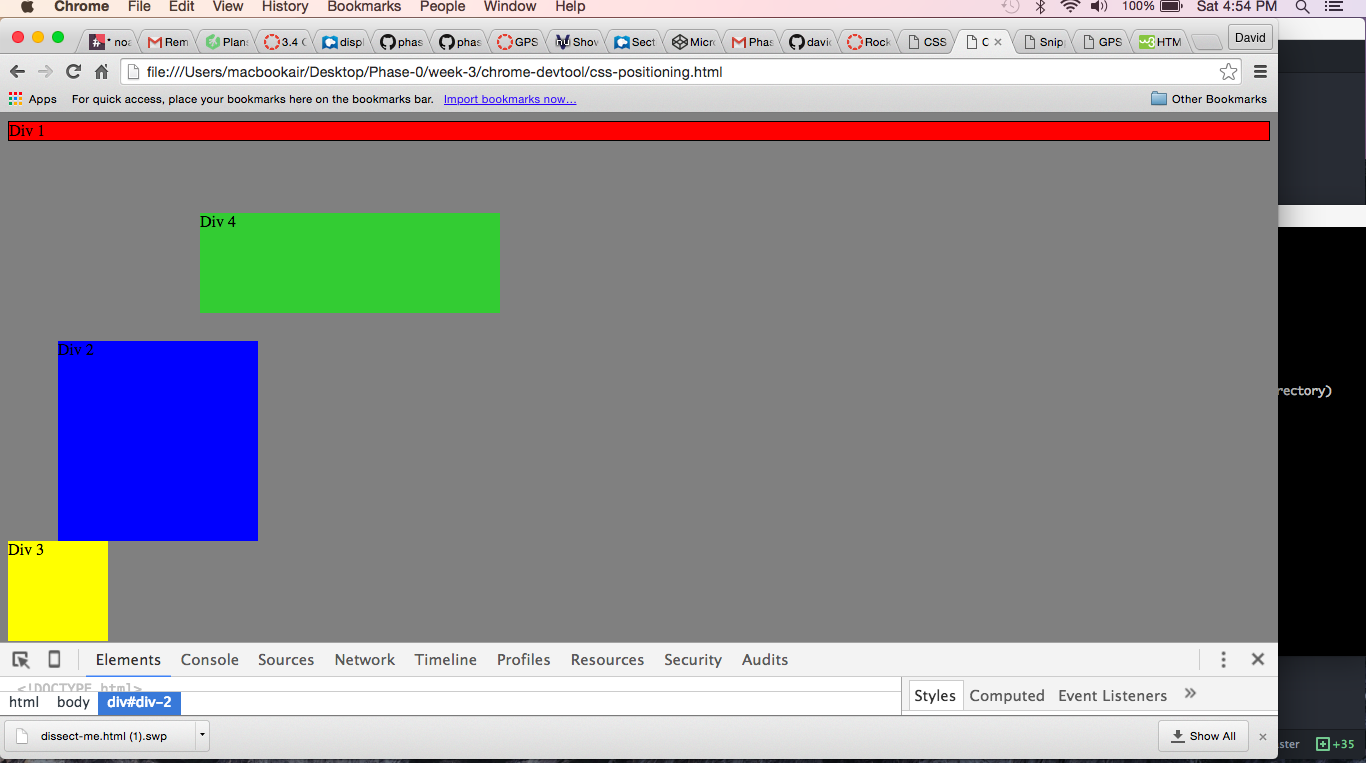 Chrome File Edit View History Bookmarks People Window Help 100% Sat 4:54 PM
# * noa Rem Plan 3.4 disp phas phas GPS Shov Sect Micro Phas davi Rock CSS C Snip GPS w3 HTM David
file:///Users/macbookair/Desktop/Phase-0/week-3/chrome-devtool/css-positioning.html
Apps For quick access, place your bookmarks here on the bookmarks bar. Import bookmarks now... Other Bookmarks
Div 1
Div 4
Div 2
rectory)
Div 3
Elements Console Sources Network Timeline Profiles Resources Security Audits
<!DOCTYPE html>
html body div#div-2
Styles Computed Event Listeners »
dissect-me.html (1).swp Show All
ster +35